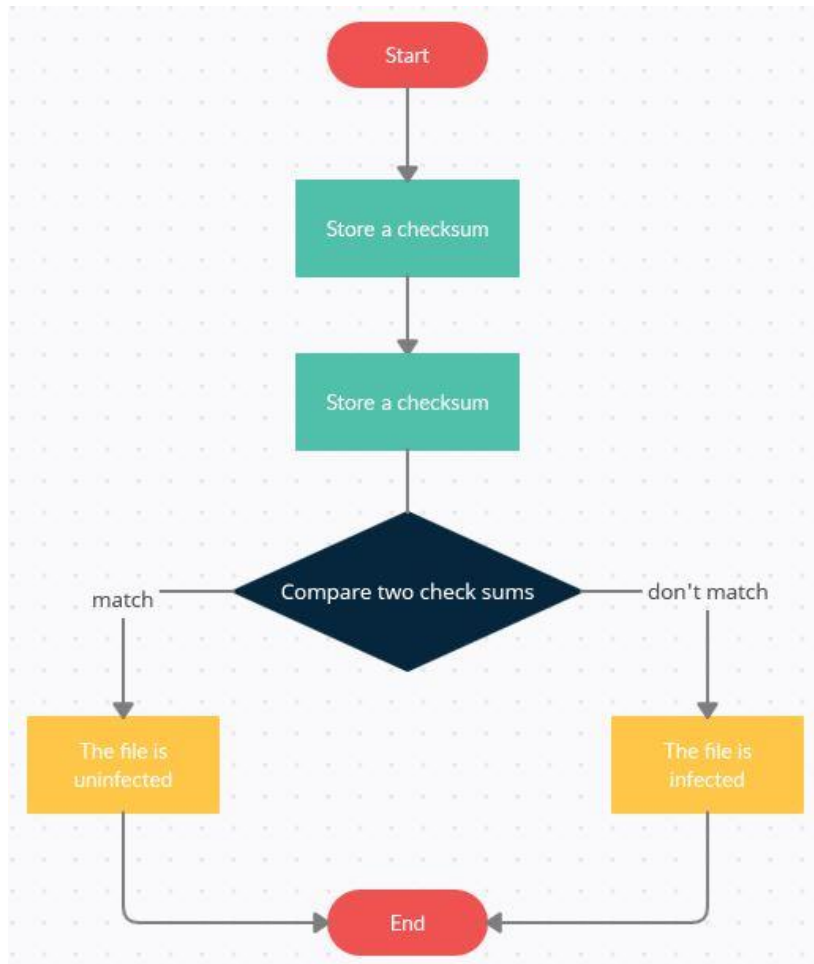 Start
Store a checksum
Store a checksum
Compare two check sums
match
don't match
The file is
uninfected
The file is
infected
End